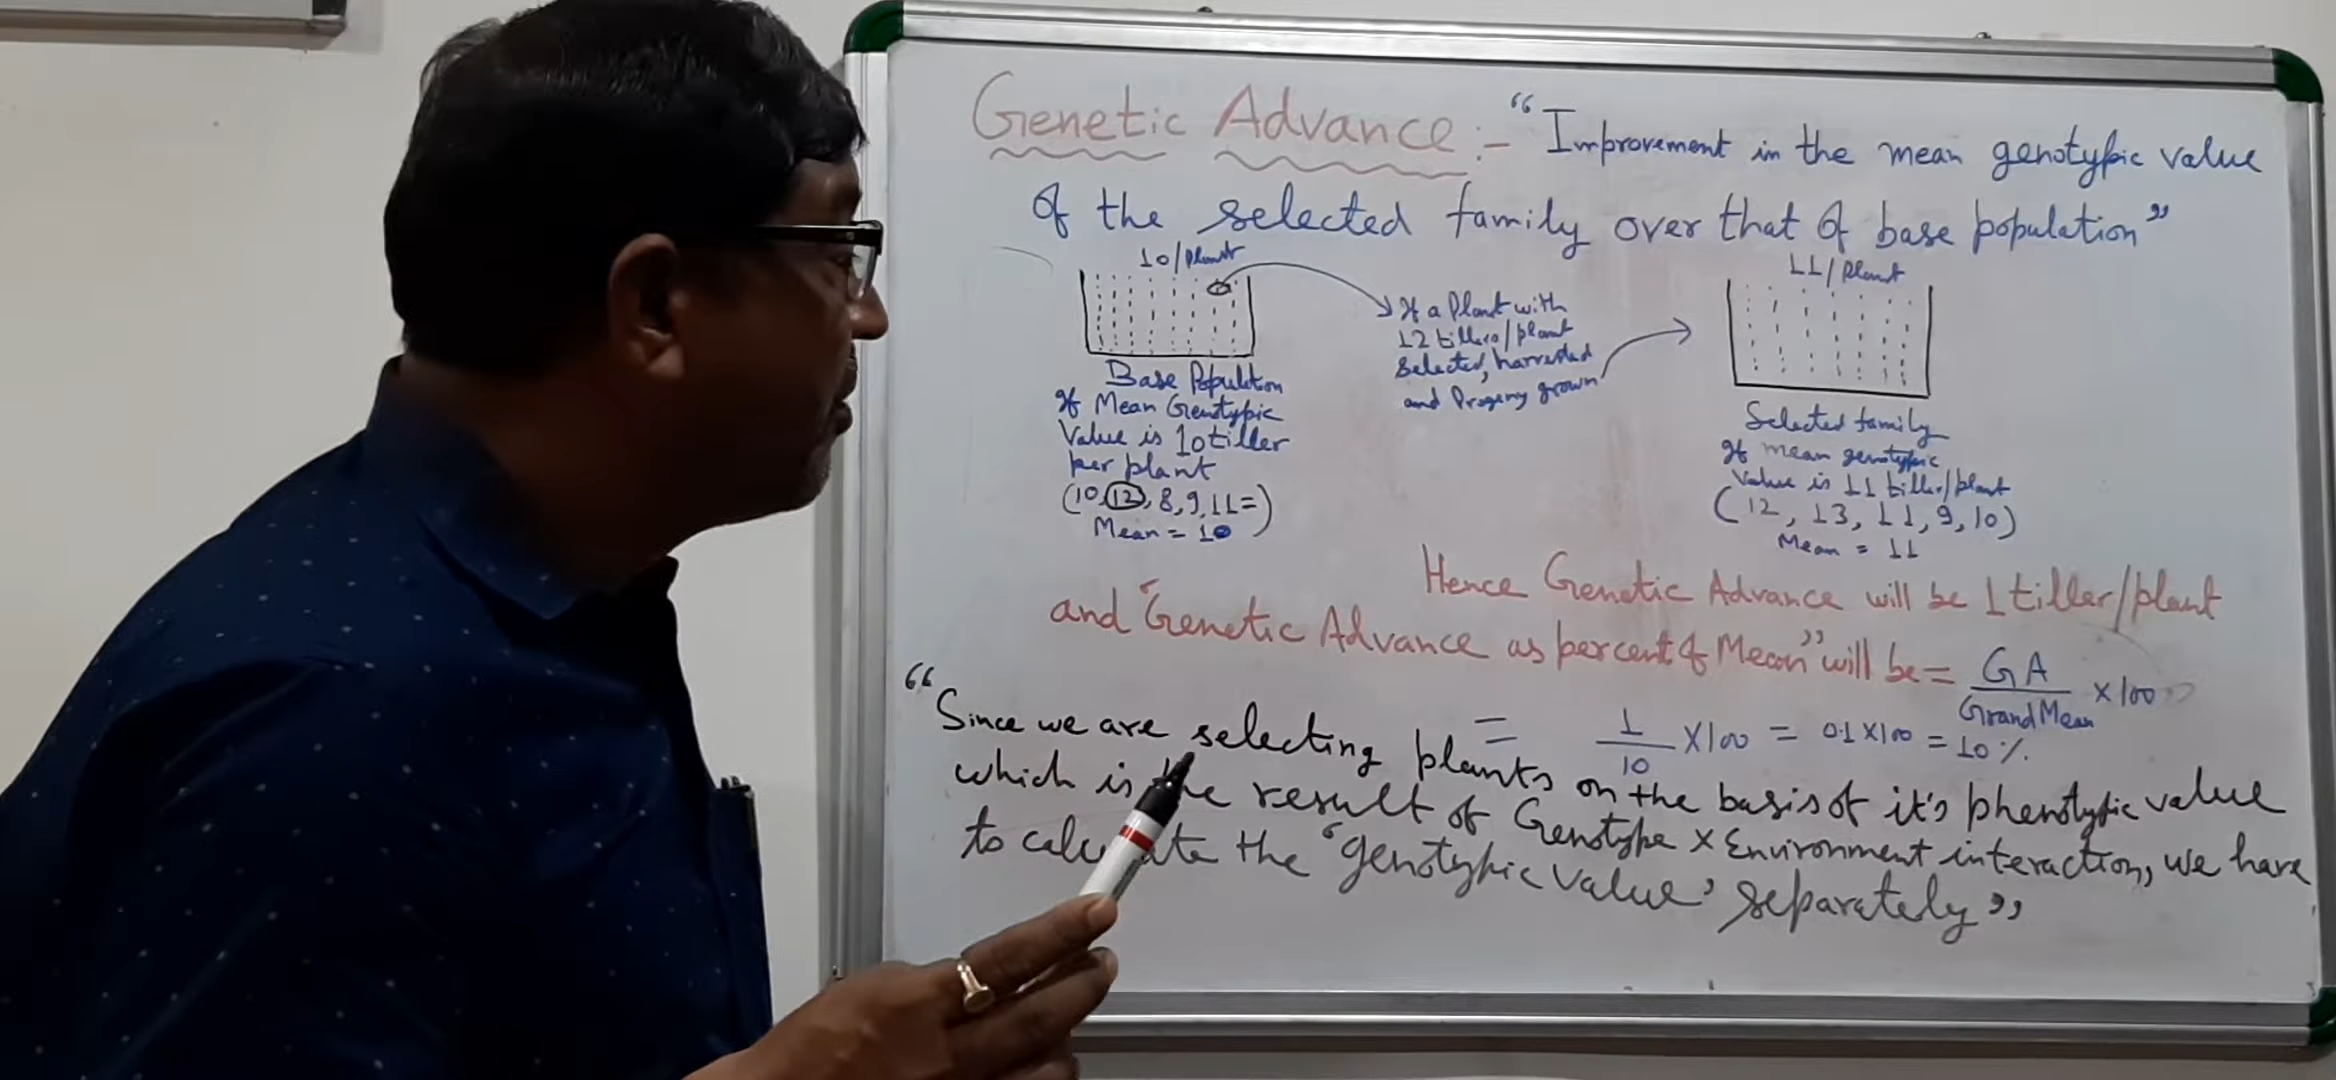 Genetic Advance :- "Improvement in the mean genotypic value
of the selected family over that of base population"
10/plant
Base Population
If Mean Genotypic
Value is 10 tiller
per plant
(10, 12, 8, 9, 11=)
Mean = 10
If a Plant with
12 tillers/plant
Selected, harvested
and Progeny grown
11/plant
Selected family
If mean genotypic
Value is 11 tiller/plant
(12, 13, 11, 9, 10)
Mean = 11
Hence Genetic Advance will be 1 tiller/plant
and "Genetic Advance as percent of Mean" will be = GA / Grand Mean × 100
= 1/10 × 100 = 0.1 × 100 = 10 %.
"Since we are selecting plants on the basis of it's phenotypic value
which is the result of Genotype × Environment interaction, we have
to calculate the 'genotypic value' separately"